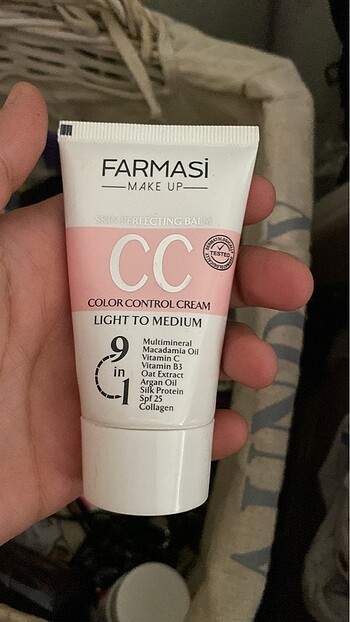 FARMASİ
MAKE UP
SKIN PERFECTING BALM
CC
DERMATOLOGICALLY
TESTED
COLOR CONTROL CREAM
LIGHT TO MEDIUM
9
in
1
Multimineral
Macadamia Oil
Vitamin C
Vitamin B3
Oat Extract
Argan Oil
Silk Protein
Spf 25
Collagen